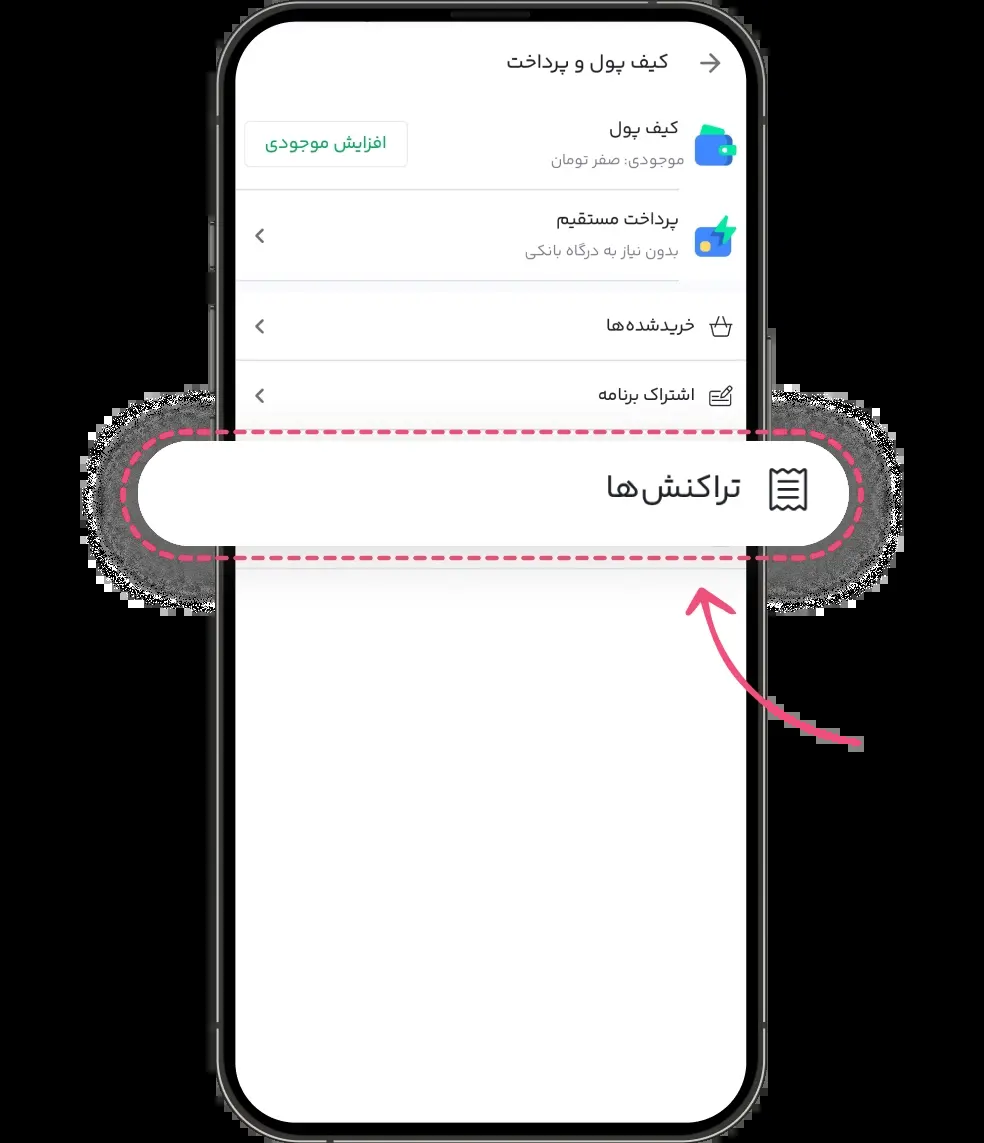 کیف پول و پرداخت
کیف پول
موجودی: صفر تومان
افزایش موجودی
پرداخت مستقیم
بدون نیاز به درگاه بانکی
خریدشده‌ها
اشتراک برنامه
تراکنش‌ها